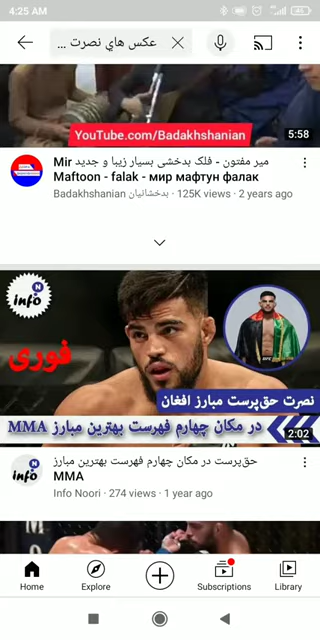 4:25 AM
عکس هاي نصرت ...
YouTube.com/Badakhshanian
5:58
Mir میر مفتون - فلک بدخشی بسیار زیبا و جدید
Maftoon - falak - мир мафтун фалак
Badakhshanian بدخشانیان · 125K views · 2 years ago
N
info
فوری
نصرت حق‌پرست مبارز افغان
در مکان چهارم فهرست بهترین مبارز MMA
2:02
N
info
حق‌پرست در مکان چهارم فهرست بهترین مبارز
MMA
Info Noori · 274 views · 1 year ago
Home
Explore
Subscriptions
Library